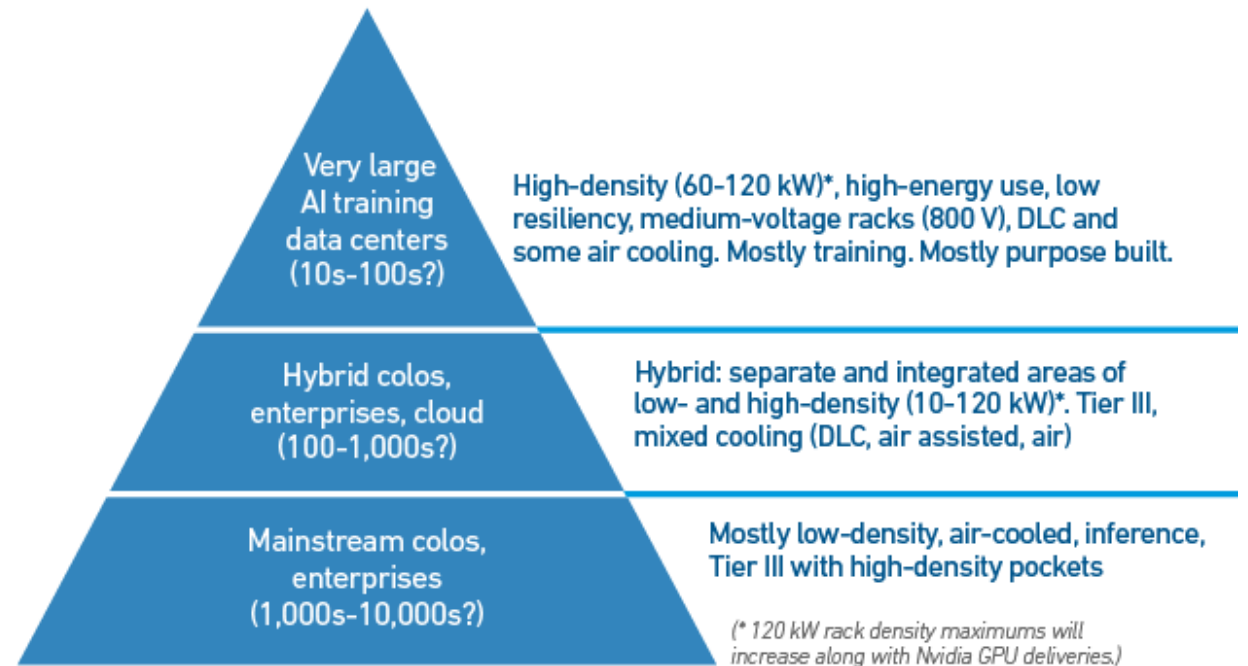 Very large
AI training
data centers
(10s-100s?)
High-density (60-120 kW)*, high-energy use, low
resiliency, medium-voltage racks (800 V), DLC and
some air cooling. Mostly training. Mostly purpose built.
Hybrid colos,
enterprises, cloud
(100-1,000s?)
Hybrid: separate and integrated areas of
low- and high-density (10-120 kW)*. Tier III,
mixed cooling (DLC, air assisted, air)
Mainstream colos,
enterprises
(1,000s-10,000s?)
Mostly low-density, air-cooled, inference,
Tier III with high-density pockets
(* 120 kW rack density maximums will
increase along with Nvidia GPU deliveries.)